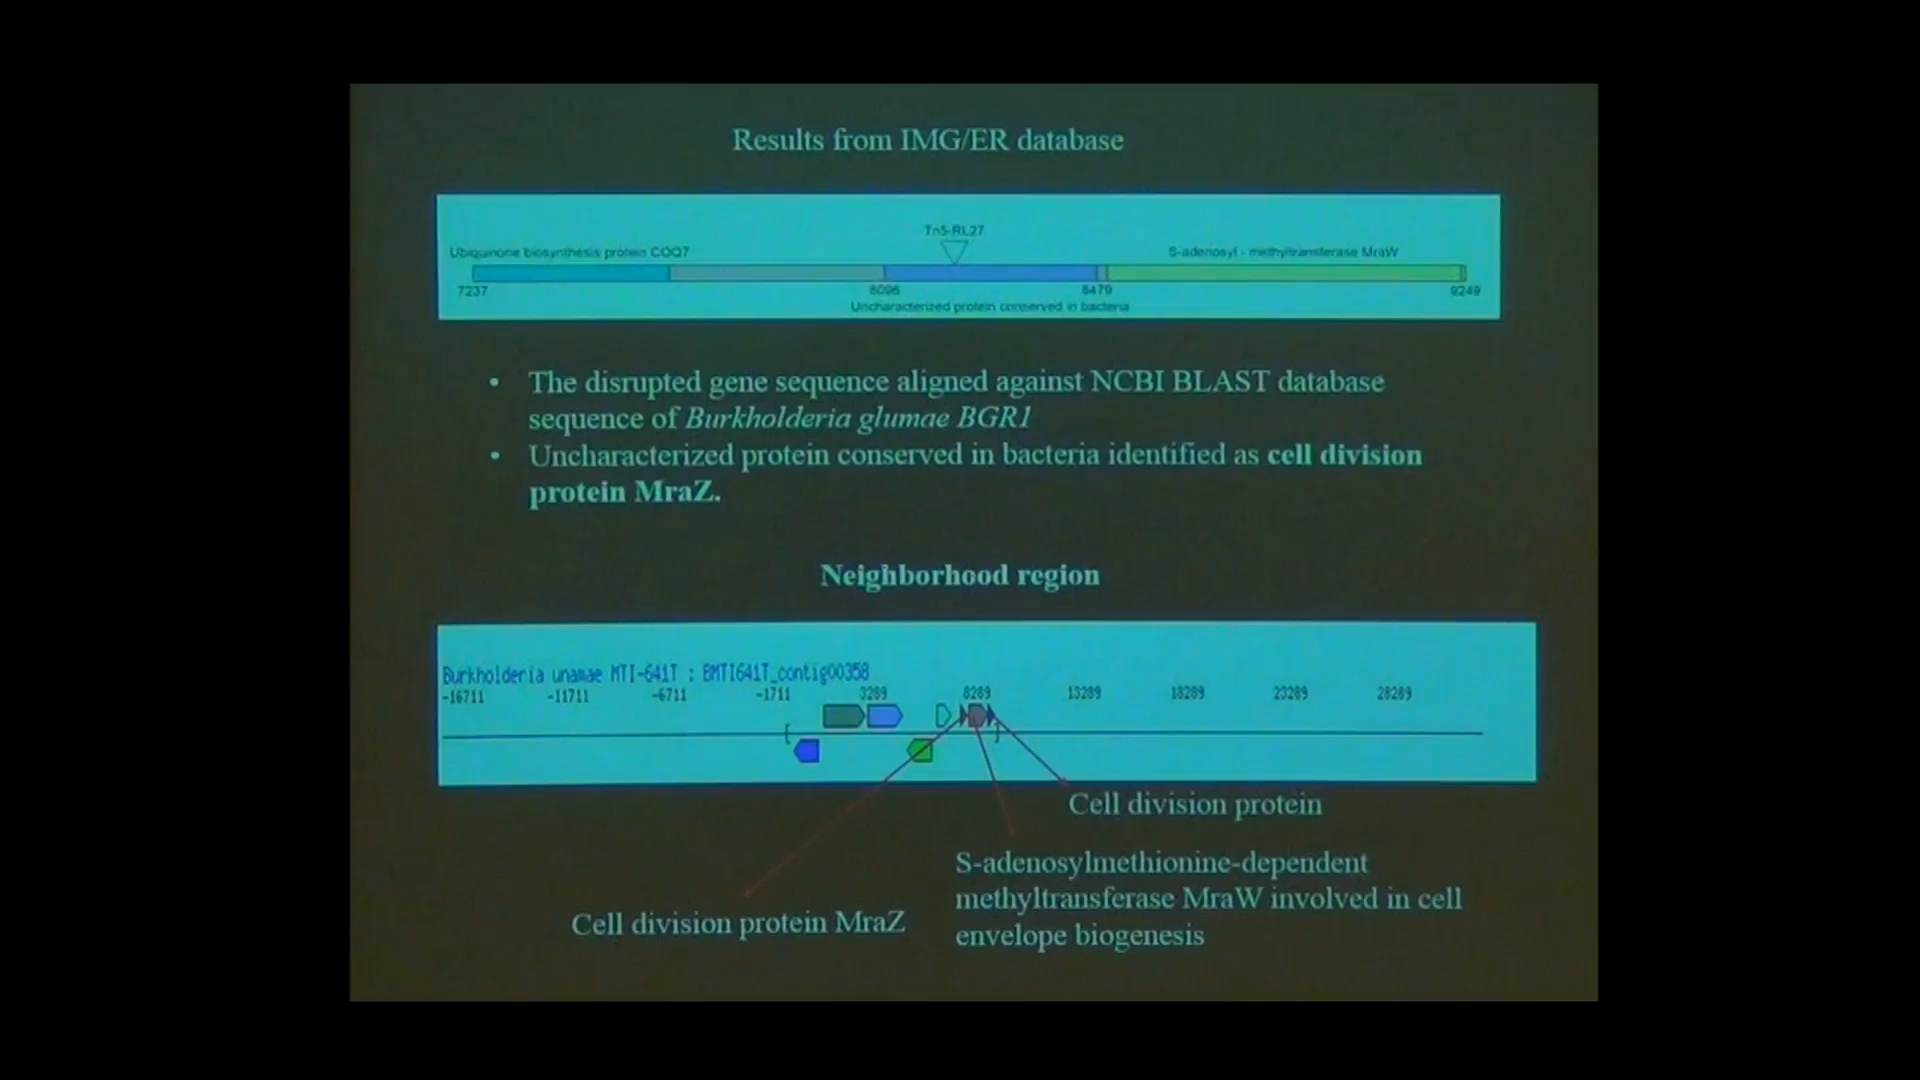 Results from IMG/ER database
Tn5-RL27
Ubiquinone biosynthesis protein COQ7
S-adenosyl - methyltransferase MraW
7237
8096
8479
9249
Uncharacterized protein conserved in bacteria
• The disrupted gene sequence aligned against NCBI BLAST database
sequence of Burkholderia glumae BGR1
• Uncharacterized protein conserved in bacteria identified as cell division
protein MraZ.
Neighborhood region
Burkholderia unamae MTI-641T : BMTI641T_contig00358
-16711 -11711 -6711 -1711 3289 8289 13289 18289 23289 28289
Cell division protein
S-adenosylmethionine-dependent
methyltransferase MraW involved in cell
envelope biogenesis
Cell division protein MraZ